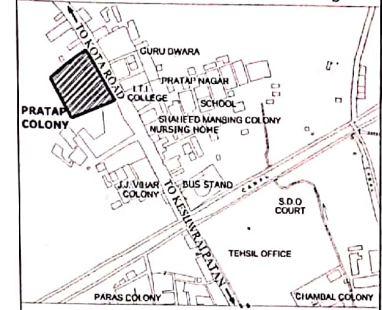 TO KOTA ROAD
GURU DWARA
PRATAP NAGAR
I.T.I
COLLEGE
SCHOOL
PRATAP
COLONY
SHAHEED MANSING COLONY
NURSING HOME
J.J. VIHAR
COLONY
BUS STAND
TO KESHWRAIPATAN
CANAL
S.D.O
COURT
TEHSIL OFFICE
PARAS COLONY
CHAMBAL COLONY